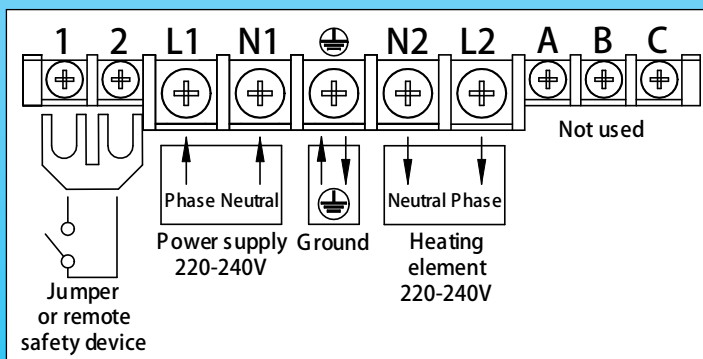 1 2 L1 N1 ⏚ N2 L2 A B C
Not used
Phase Neutral
Neutral Phase
Power supply
220-240V
Ground
Heating
element
220-240V
Jumper
or remote
safety device